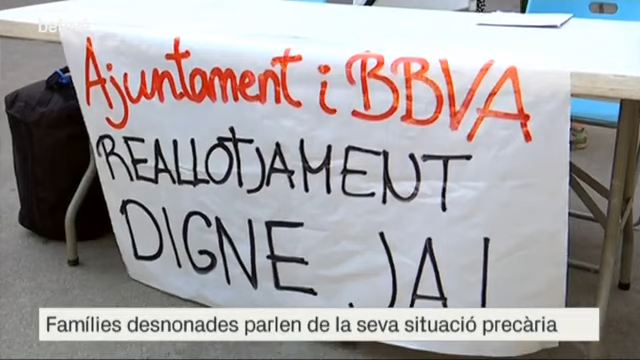 Ajuntament i BBVA
REALLOTJAMENT
DIGNE JA!
Famílies desnonades parlen de la seva situació precària